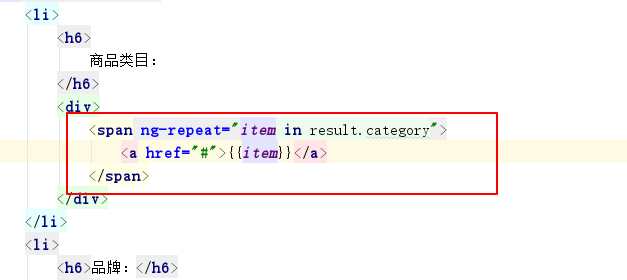 <li>
<h6>
商品类目：
</h6>
<div>
<span ng-repeat="item in result.category">
<a href="#">{{item}}</a>
</span>
</div>
</li>
<li>
<h6>品牌：</h6>